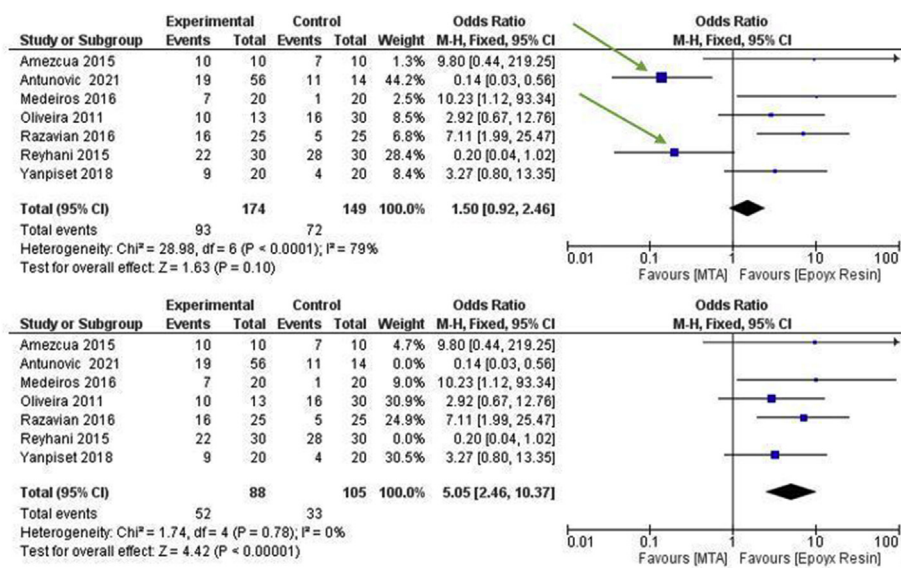 Experimental Control Odds Ratio Odds Ratio
Study or Subgroup Events Total Events Total Weight M-H, Fixed, 95% CI M-H, Fixed, 95% CI
Amezcua 2015 10 10 7 10 1.3% 9.80 [0.44, 219.25]
Antunovic 2021 19 56 11 14 44.2% 0.14 [0.03, 0.56]
Medeiros 2016 7 20 1 20 2.5% 10.23 [1.12, 93.34]
Oliveira 2011 10 13 16 30 8.5% 2.92 [0.67, 12.76]
Razavian 2016 16 25 5 25 6.8% 7.11 [1.99, 25.47]
Reyhani 2015 22 30 28 30 28.4% 0.20 [0.04, 1.02]
Yanpiset 2018 9 20 4 20 8.4% 3.27 [0.80, 13.35]
Total (95% CI) 174 149 100.0% 1.50 [0.92, 2.46]
Total events 93 72
Heterogeneity: Chi² = 28.98, df = 6 (P < 0.0001); I² = 79%
Test for overall effect: Z = 1.63 (P = 0.10)
0.01 0.1 1 10 100
Favours [MTA] Favours [Epoyx Resin]
Experimental Control Odds Ratio Odds Ratio
Study or Subgroup Events Total Events Total Weight M-H, Fixed, 95% CI M-H, Fixed, 95% CI
Amezcua 2015 10 10 7 10 4.7% 9.80 [0.44, 219.25]
Antunovic 2021 19 56 11 14 0.0% 0.14 [0.03, 0.56]
Medeiros 2016 7 20 1 20 9.0% 10.23 [1.12, 93.34]
Oliveira 2011 10 13 16 30 30.9% 2.92 [0.67, 12.76]
Razavian 2016 16 25 5 25 24.9% 7.11 [1.99, 25.47]
Reyhani 2015 22 30 28 30 0.0% 0.20 [0.04, 1.02]
Yanpiset 2018 9 20 4 20 30.5% 3.27 [0.80, 13.35]
Total (95% CI) 88 105 100.0% 5.05 [2.46, 10.37]
Total events 52 33
Heterogeneity: Chi² = 1.74, df = 4 (P = 0.78); I² = 0%
Test for overall effect: Z = 4.42 (P < 0.00001)
0.01 0.1 1 10 100
Favours [MTA] Favours [Epoyx Resin]